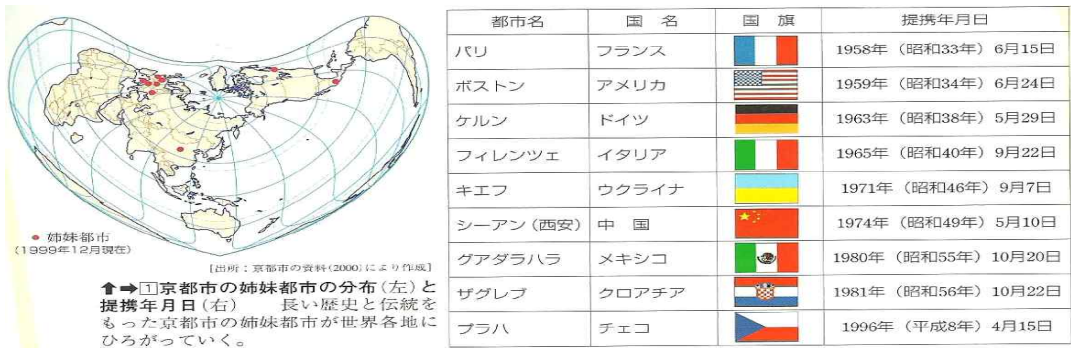 ● 姉妹都市
(1999年12月現在)
[出所：京都市の資料(2000)により作成]
⬆➡1京都市の姉妹都市の分布(左)と
提携年月日(右)　長い歴史と伝統を
もった京都市の姉妹都市が世界各地に
ひろがっていく。
都市名 国名 国旗 提携年月日
パリ フランス 1958年（昭和33年）6月15日
ボストン アメリカ 1959年（昭和34年）6月24日
ケルン ドイツ 1963年（昭和38年）5月29日
フィレンツェ イタリア 1965年（昭和40年）9月22日
キエフ ウクライナ 1971年（昭和46年）9月7日
シーアン（西安） 中国 1974年（昭和49年）5月10日
グアダラハラ メキシコ 1980年（昭和55年）10月20日
ザグレブ クロアチア 1981年（昭和56年）10月22日
プラハ チェコ 1996年（平成8年）4月15日